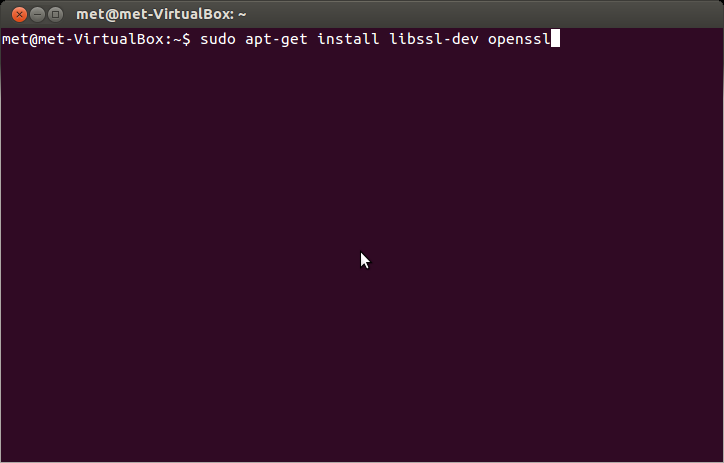 met@met-VirtualBox: ~
met@met-VirtualBox:~$ sudo apt-get install libssl-dev openssl